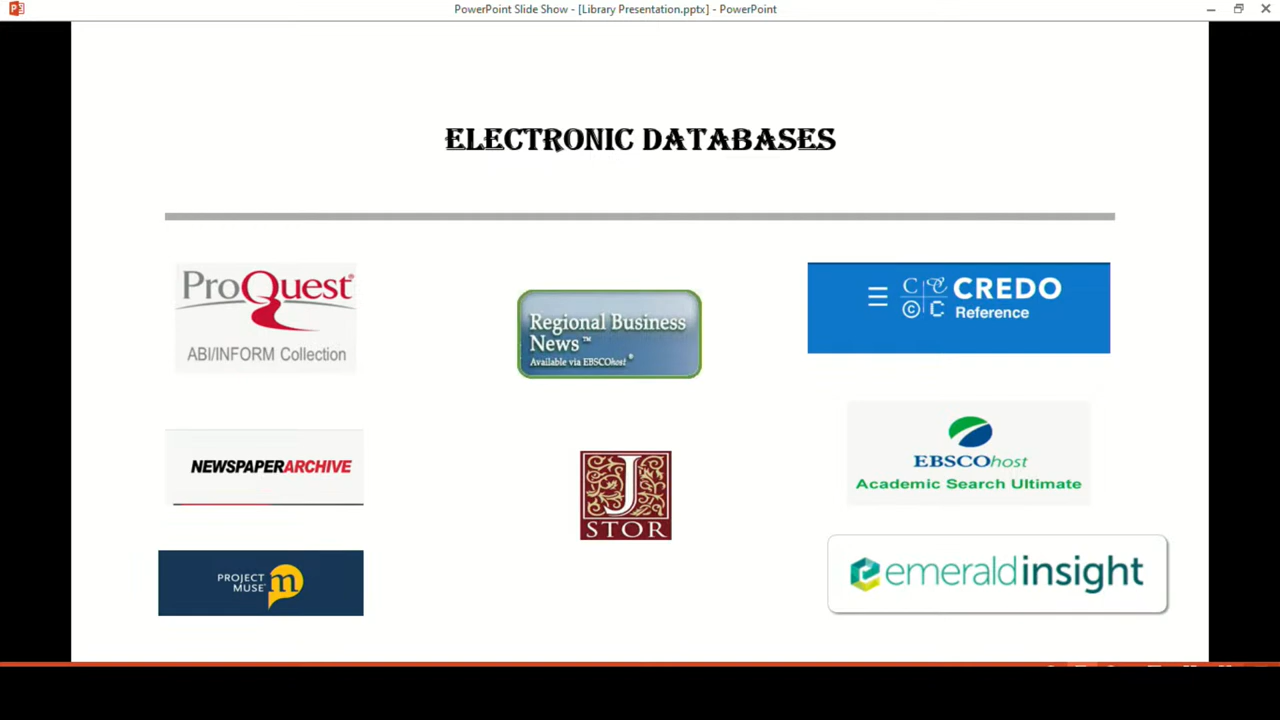 PowerPoint Slide Show - [Library Presentation.pptx] - PowerPoint
ELECTRONIC DATABASES
ProQuest®
ABI/INFORM Collection
Regional Business
News™
Available via EBSCOhost®
CREDO
Reference
NEWSPAPERARCHIVE
JSTOR
EBSCOhost
Academic Search Ultimate
PROJECT
MUSE®
m
emeraldinsight